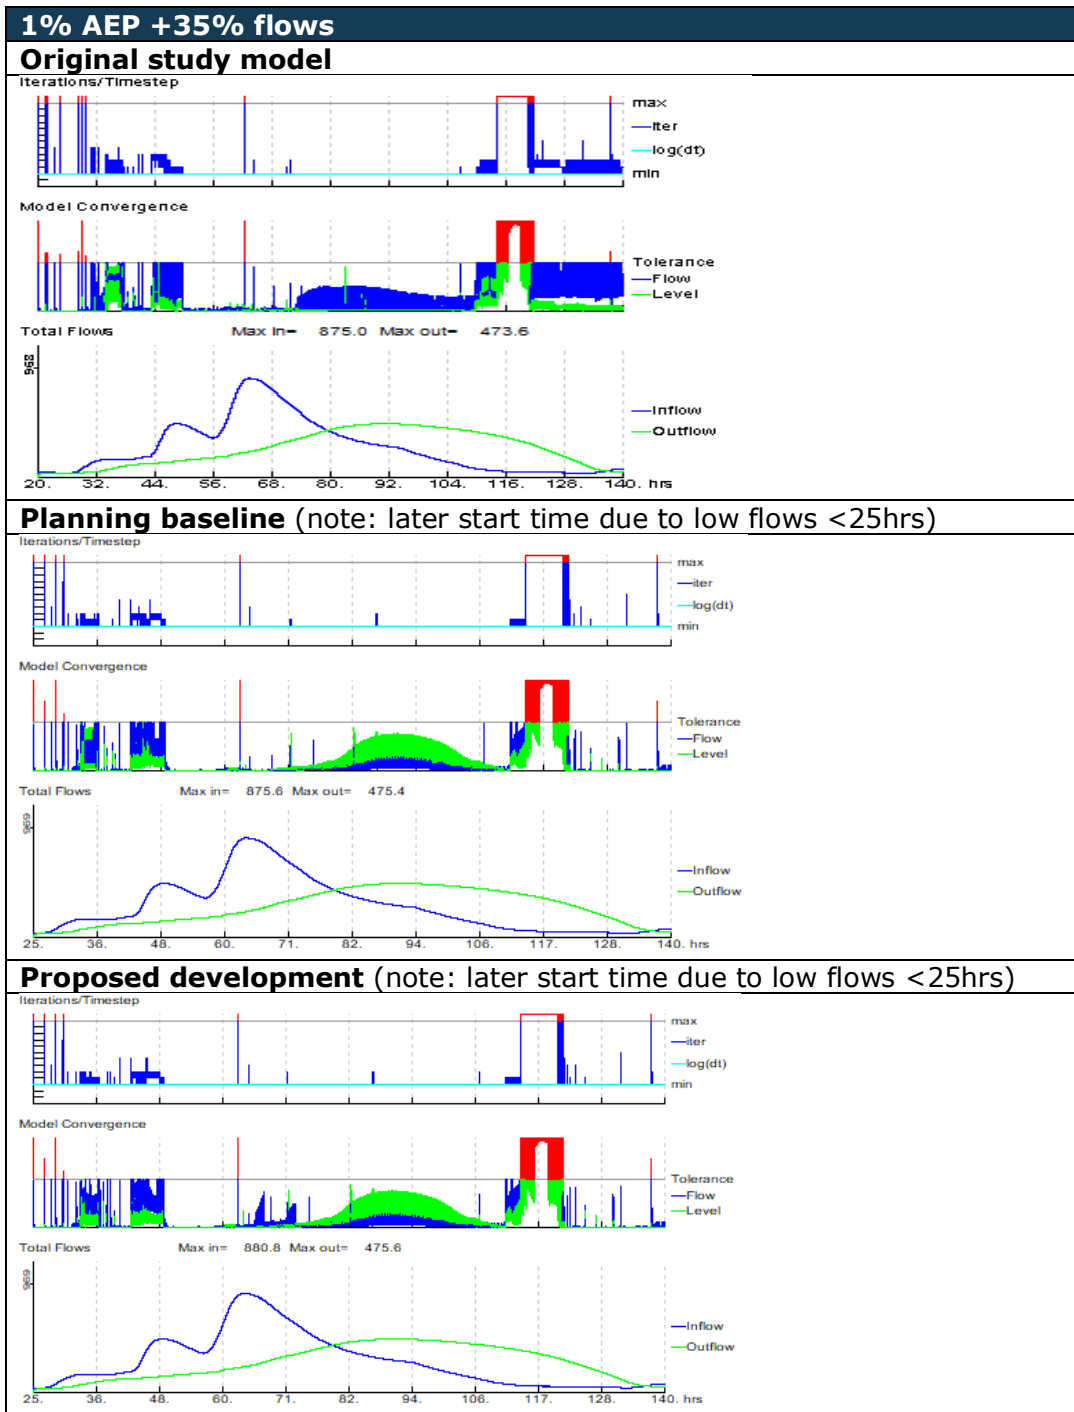 1% AEP +35% flows
Original study model
Iterations/Timestep
max
iter
log(dt)
min
Model Convergence
Tolerance
Flow
Level
Total Flows Max in= 875.0 Max out= 473.6
898
Inflow
Outflow
20. 32. 44. 56. 68. 80. 92. 104. 116. 128. 140. hrs
Planning baseline (note: later start time due to low flows <25hrs)
Iterations/Timestep
max
iter
log(dt)
min
Model Convergence
Tolerance
Flow
Level
Total Flows Max in= 875.6 Max out= 475.4
Inflow
Outflow
25. 36. 48. 60. 71. 82. 94. 106. 117. 128. 140. hrs
Proposed development (note: later start time due to low flows <25hrs)
Iterations/Timestep
max
iter
log(dt)
min
Model Convergence
Tolerance
Flow
Level
Total Flows Max in= 880.8 Max out= 475.6
Inflow
Outflow
25. 36. 48. 60. 71. 82. 94. 106. 117. 128. 140. hrs